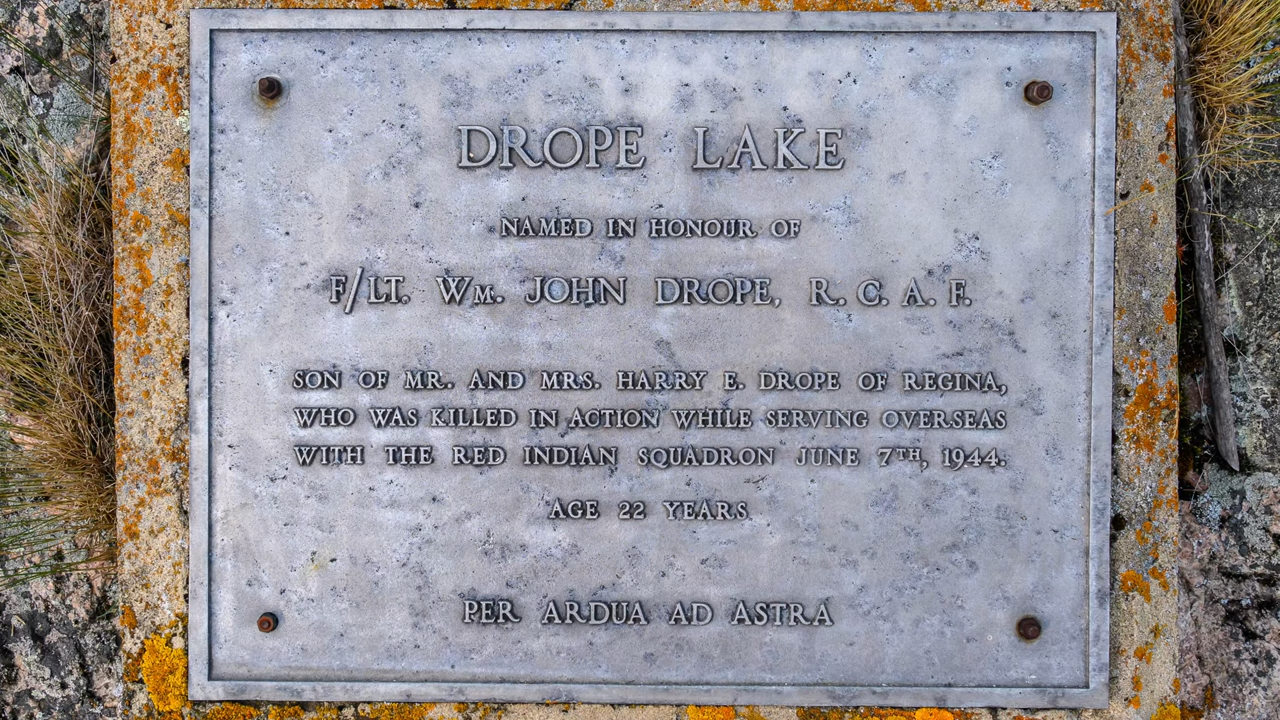 DROPE LAKE
NAMED IN HONOUR OF
F/LT. WM. JOHN DROPE, R.C.A.F.
SON OF MR. AND MRS. HARRY E. DROPE OF REGINA,
WHO WAS KILLED IN ACTION WHILE SERVING OVERSEAS
WITH THE RED INDIAN SQUADRON JUNE 7TH, 1944.
AGE 22 YEARS
PER ARDUA AD ASTRA